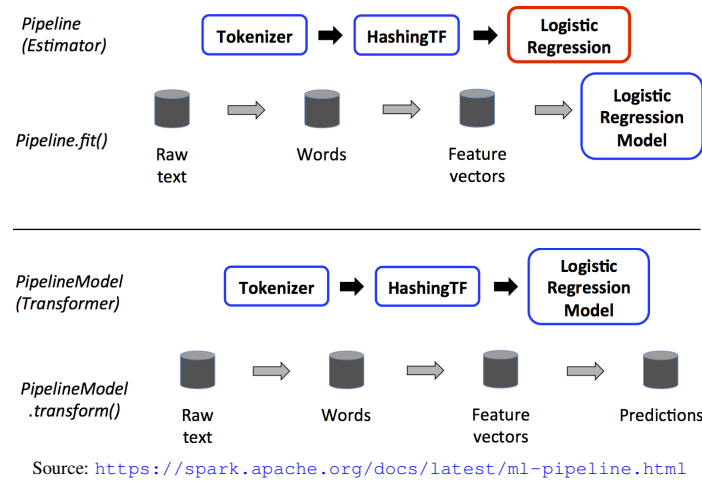 Pipeline
(Estimator)
Tokenizer
HashingTF
Logistic
Regression
Pipeline.fit()
Raw
text
Words
Feature
vectors
Logistic
Regression
Model
PipelineModel
(Transformer)
Tokenizer
HashingTF
Logistic
Regression
Model
PipelineModel
.transform()
Raw
text
Words
Feature
vectors
Predictions
Source: https://spark.apache.org/docs/latest/ml-pipeline.html